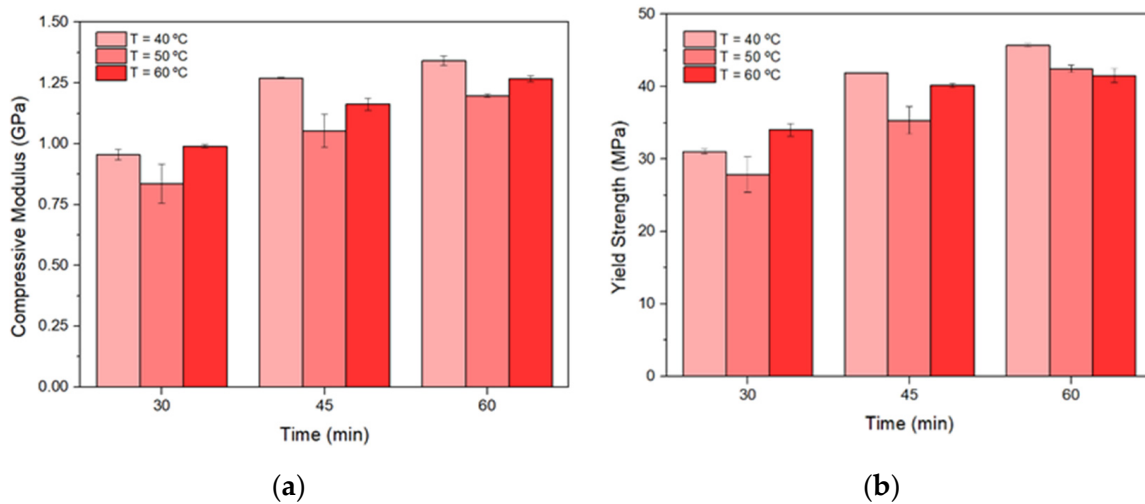 1.50
1.25
1.00
0.75
0.50
0.25
0.00
Compressive Modulus (GPa)
T = 40 ºC
T = 50 ºC
T = 60 ºC
30
45
60
Time (min)
(a)
50
40
30
20
10
0
Yield Strength (MPa)
T = 40 ºC
T = 50 ºC
T = 60 ºC
30
45
60
Time (min)
(b)